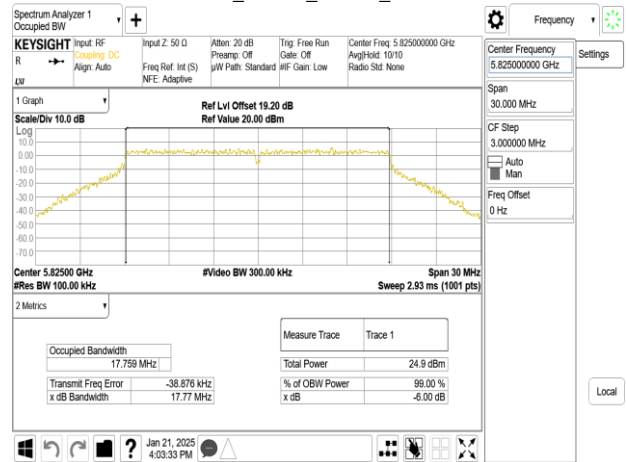 Spectrum Analyzer 1
Occupied BW
Frequency
KEYSIGHT
R
Input: RF
Coupling: DC
Align: Auto
Input Z: 50 Ω
Freq Ref: Int (S)
NFE: Adaptive
Atten: 20 dB
Preamp: Off
µW Path: Standard
Trig: Free Run
Gate: Off
#IF Gain: Low
Center Freq: 5.825000000 GHz
Avg|Hold: 10/10
Radio Std: None
Center Frequency
5.825000000 GHz
Settings
Span
30.000 MHz
CF Step
3.000000 MHz
Auto
Man
Freq Offset
0 Hz
Local
1 Graph
Scale/Div 10.0 dB
Ref Lvl Offset 19.20 dB
Ref Value 20.00 dBm
Log
10.0
0.00
-10.0
-20.0
-30.0
-40.0
-50.0
-60.0
-70.0
Center 5.82500 GHz
#Video BW 300.00 kHz
Span 30 MHz
#Res BW 100.00 kHz
Sweep 2.93 ms (1001 pts)
2 Metrics
Measure Trace Trace 1
Occupied Bandwidth
17.759 MHz
Total Power 24.9 dBm
Transmit Freq Error -38.876 kHz
% of OBW Power 99.00 %
x dB Bandwidth 17.77 MHz
x dB -6.00 dB
?
Jan 21, 2025
4:03:33 PM